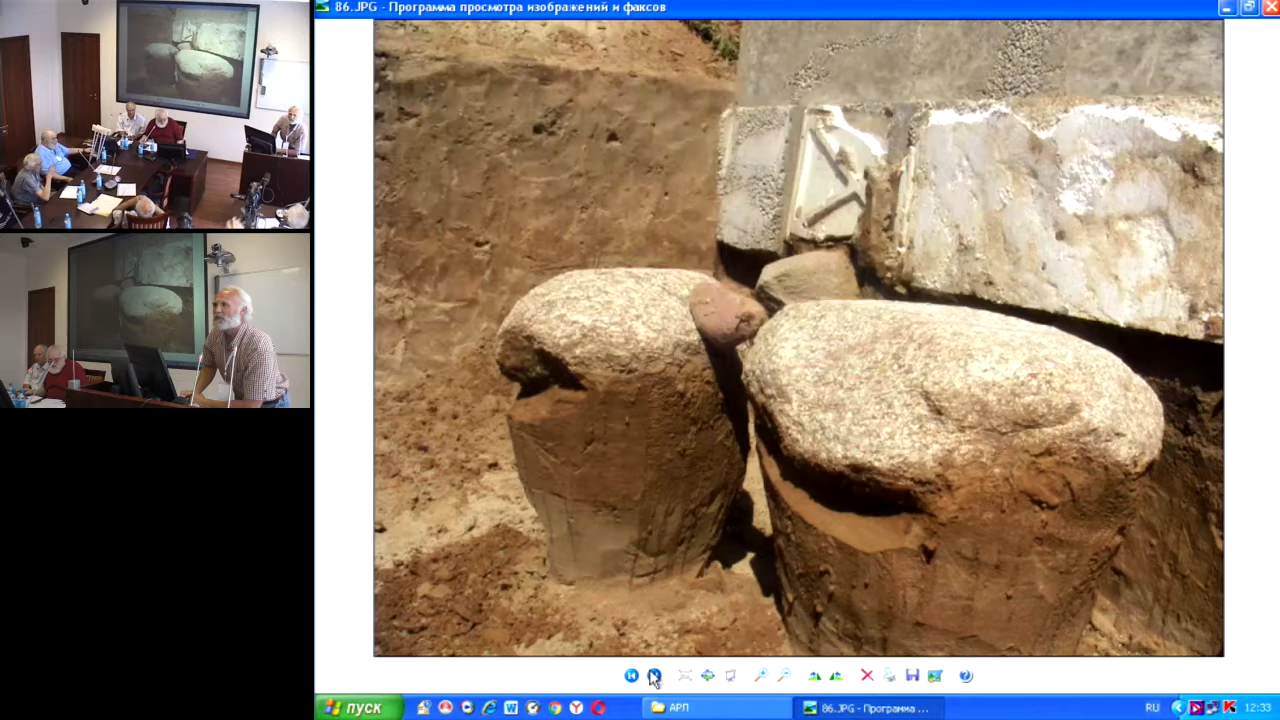 86.JPG - Программа просмотра изображений и факсов
пуск
АРП
86.JPG - Программа ...
RU
12:33